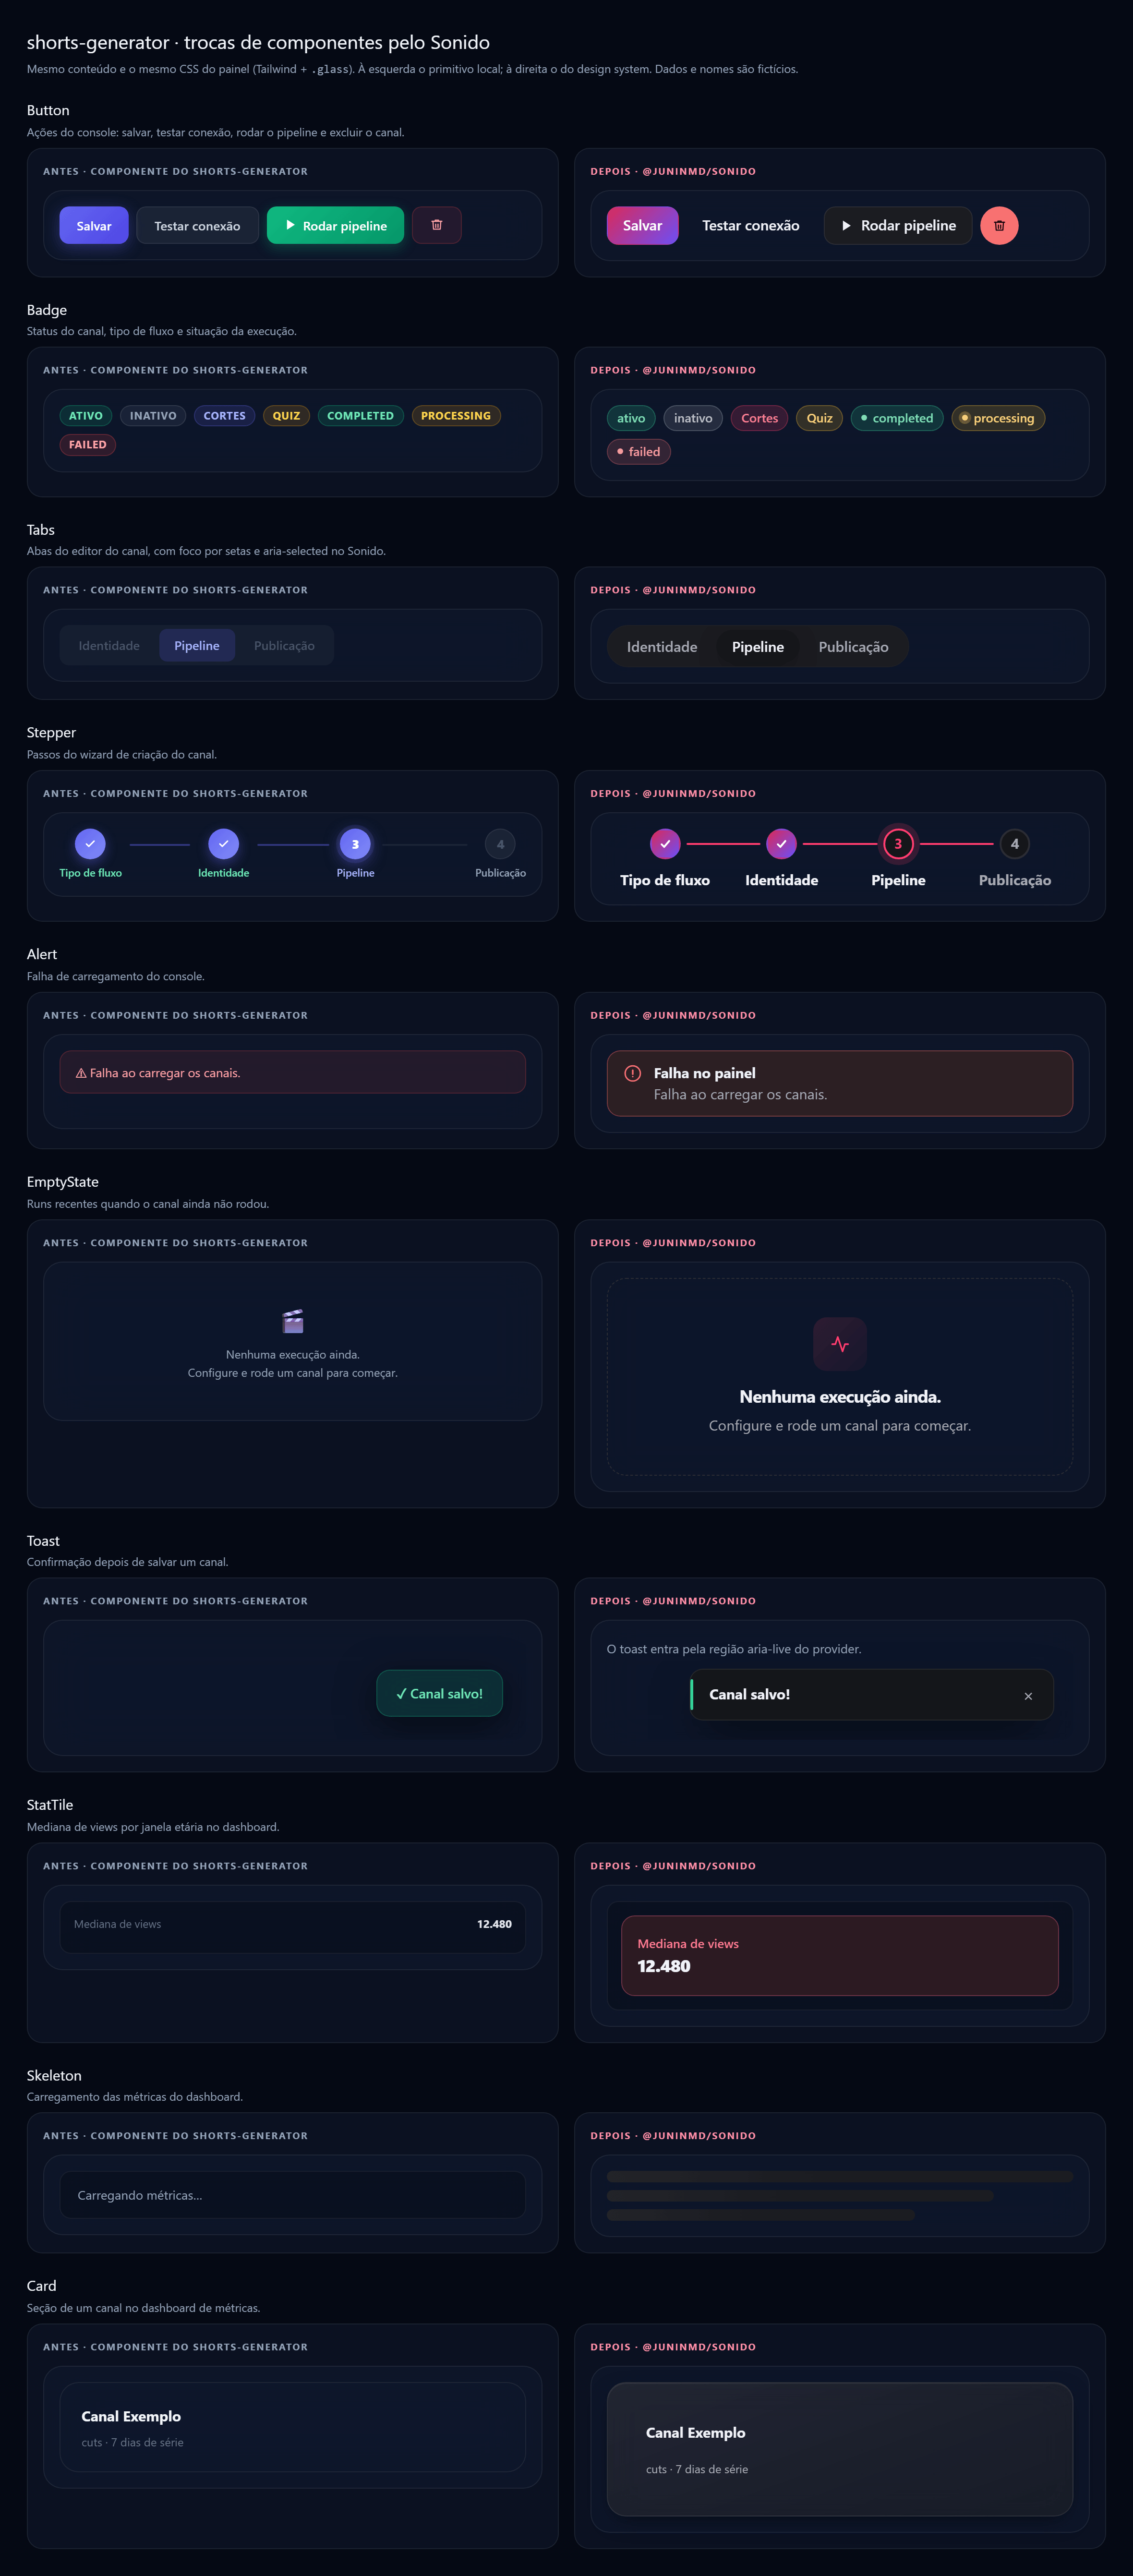 shorts-generator · trocas de componentes pelo Sonido
Mesmo conteúdo e o mesmo CSS do painel (Tailwind + .glass). À esquerda o primitivo local; à direita o do design system. Dados e nomes são fictícios.
Button
Ações do console: salvar, testar conexão, rodar o pipeline e excluir o canal.
ANTES · COMPONENTE DO SHORTS-GENERATOR
Salvar
Testar conexão
Rodar pipeline
DEPOIS · @JUNINMD/SONIDO
Salvar
Testar conexão
Rodar pipeline
Badge
Status do canal, tipo de fluxo e situação da execução.
ANTES · COMPONENTE DO SHORTS-GENERATOR
ATIVO INATIVO CORTES QUIZ COMPLETED PROCESSING
FAILED
DEPOIS · @JUNINMD/SONIDO
ativo inativo Cortes Quiz completed processing
failed
Tabs
Abas do editor do canal, com foco por setas e aria-selected no Sonido.
ANTES · COMPONENTE DO SHORTS-GENERATOR
Identidade Pipeline Publicação
DEPOIS · @JUNINMD/SONIDO
Identidade Pipeline Publicação
Stepper
Passos do wizard de criação do canal.
ANTES · COMPONENTE DO SHORTS-GENERATOR
3 4
Tipo de fluxo Identidade Pipeline Publicação
DEPOIS · @JUNINMD/SONIDO
3 4
Tipo de fluxo Identidade Pipeline Publicação
Alert
Falha de carregamento do console.
ANTES · COMPONENTE DO SHORTS-GENERATOR
⚠ Falha ao carregar os canais.
DEPOIS · @JUNINMD/SONIDO
Falha no painel
Falha ao carregar os canais.
EmptyState
Runs recentes quando o canal ainda não rodou.
ANTES · COMPONENTE DO SHORTS-GENERATOR
Nenhuma execução ainda.
Configure e rode um canal para começar.
DEPOIS · @JUNINMD/SONIDO
Nenhuma execução ainda.
Configure e rode um canal para começar.
Toast
Confirmação depois de salvar um canal.
ANTES · COMPONENTE DO SHORTS-GENERATOR
✓ Canal salvo!
DEPOIS · @JUNINMD/SONIDO
O toast entra pela região aria-live do provider.
Canal salvo! ×
StatTile
Mediana de views por janela etária no dashboard.
ANTES · COMPONENTE DO SHORTS-GENERATOR
Mediana de views 12.480
DEPOIS · @JUNINMD/SONIDO
Mediana de views
12.480
Skeleton
Carregamento das métricas do dashboard.
ANTES · COMPONENTE DO SHORTS-GENERATOR
Carregando métricas...
DEPOIS · @JUNINMD/SONIDO
Card
Seção de um canal no dashboard de métricas.
ANTES · COMPONENTE DO SHORTS-GENERATOR
Canal Exemplo
cuts · 7 dias de série
DEPOIS · @JUNINMD/SONIDO
Canal Exemplo
cuts · 7 dias de série